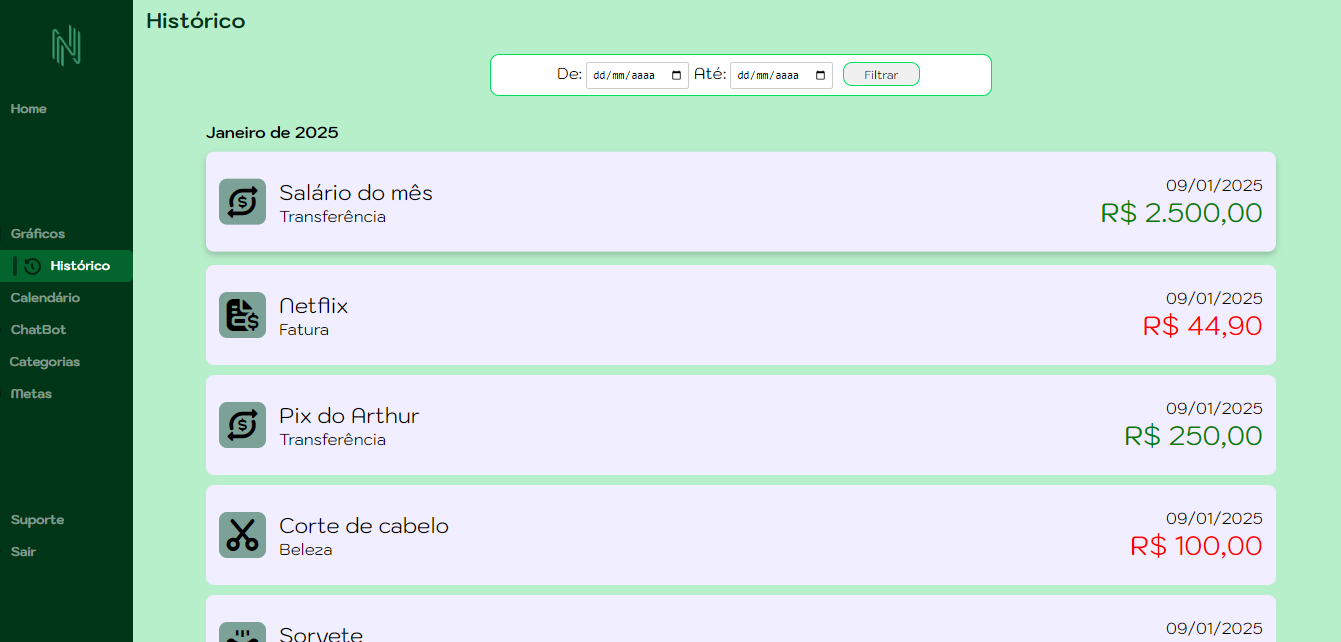 Histórico
Home
Gráficos
Histórico
Calendário
ChatBot
Categorias
Metas
Suporte
Sair
De: dd/mm/aaaa Até: dd/mm/aaaa Filtrar
Janeiro de 2025
Salário do mês
Transferência
09/01/2025
R$ 2.500,00
Netflix
Fatura
09/01/2025
R$ 44,90
Pix do Arthur
Transferência
09/01/2025
R$ 250,00
Corte de cabelo
Beleza
09/01/2025
R$ 100,00
Sorvete
09/01/2025